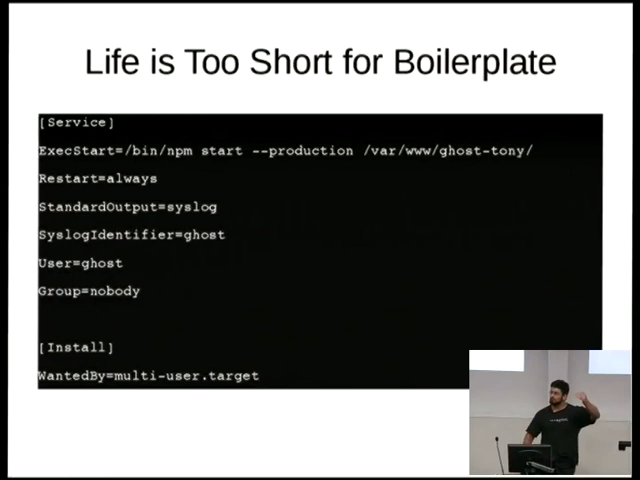 Life is Too Short for Boilerplate
[Service]
ExecStart=/bin/npm start --production /var/www/ghost-tony/
Restart=always
StandardOutput=syslog
SyslogIdentifier=ghost
User=ghost
Group=nobody
[Install]
WantedBy=multi-user.target